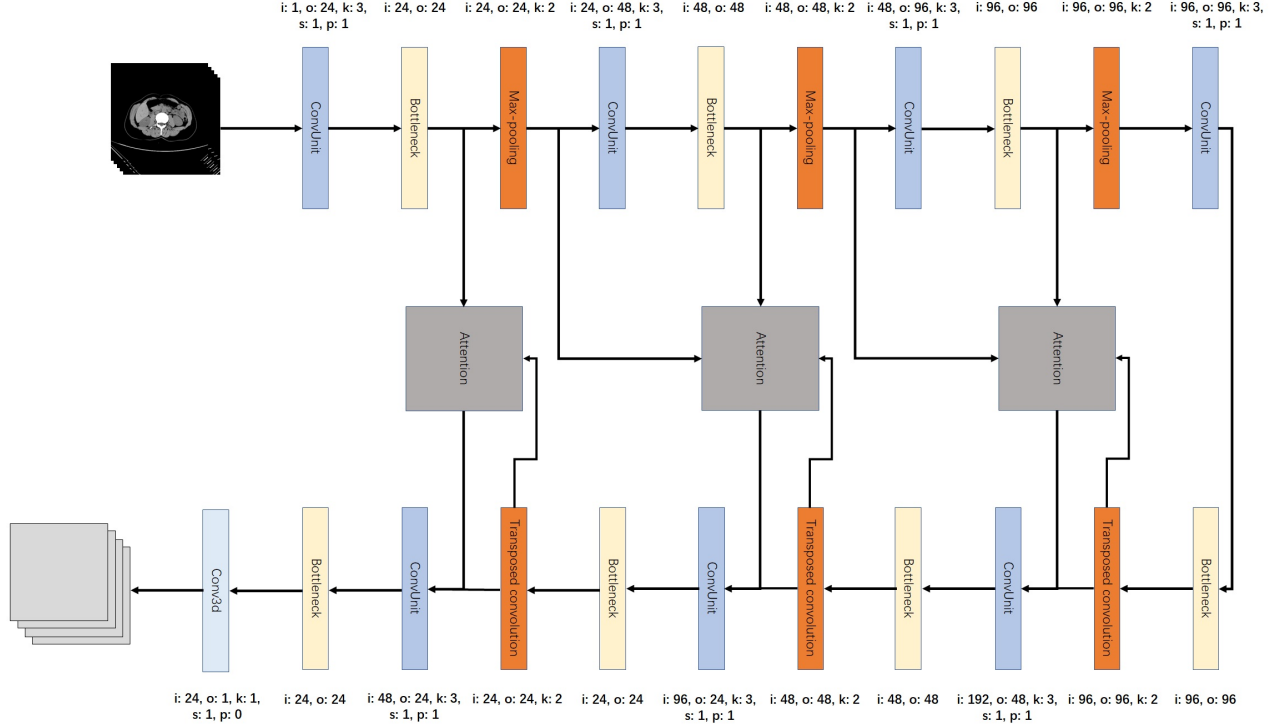 i: 1, o: 24, k: 3,
s: 1, p: 1
i: 24, o: 24
i: 24, o: 24, k: 2
i: 24, o: 48, k: 3,
s: 1, p: 1
i: 48, o: 48
i: 48, o: 48, k: 2
i: 48, o: 96, k: 3,
s: 1, p: 1
i: 96, o: 96
i: 96, o: 96, k: 2
i: 96, o: 96, k: 3,
s: 1, p: 1
ConvUnit
Bottleneck
Max-pooling
ConvUnit
Bottleneck
Max-pooling
ConvUnit
Bottleneck
Max-pooling
ConvUnit
Attention
Attention
Attention
Conv3d
Bottleneck
ConvUnit
Transposed convolution
Bottleneck
ConvUnit
Transposed convolution
Bottleneck
ConvUnit
Transposed convolution
Bottleneck
i: 24, o: 1, k: 1,
s: 1, p: 0
i: 24, o: 24
i: 48, o: 24, k: 3,
s: 1, p: 1
i: 24, o: 24, k: 2
i: 24, o: 24
i: 96, o: 24, k: 3,
s: 1, p: 1
i: 48, o: 48, k: 2
i: 48, o: 48
i: 192, o: 48, k: 3,
s: 1, p: 1
i: 96, o: 96, k: 2
i: 96, o: 96